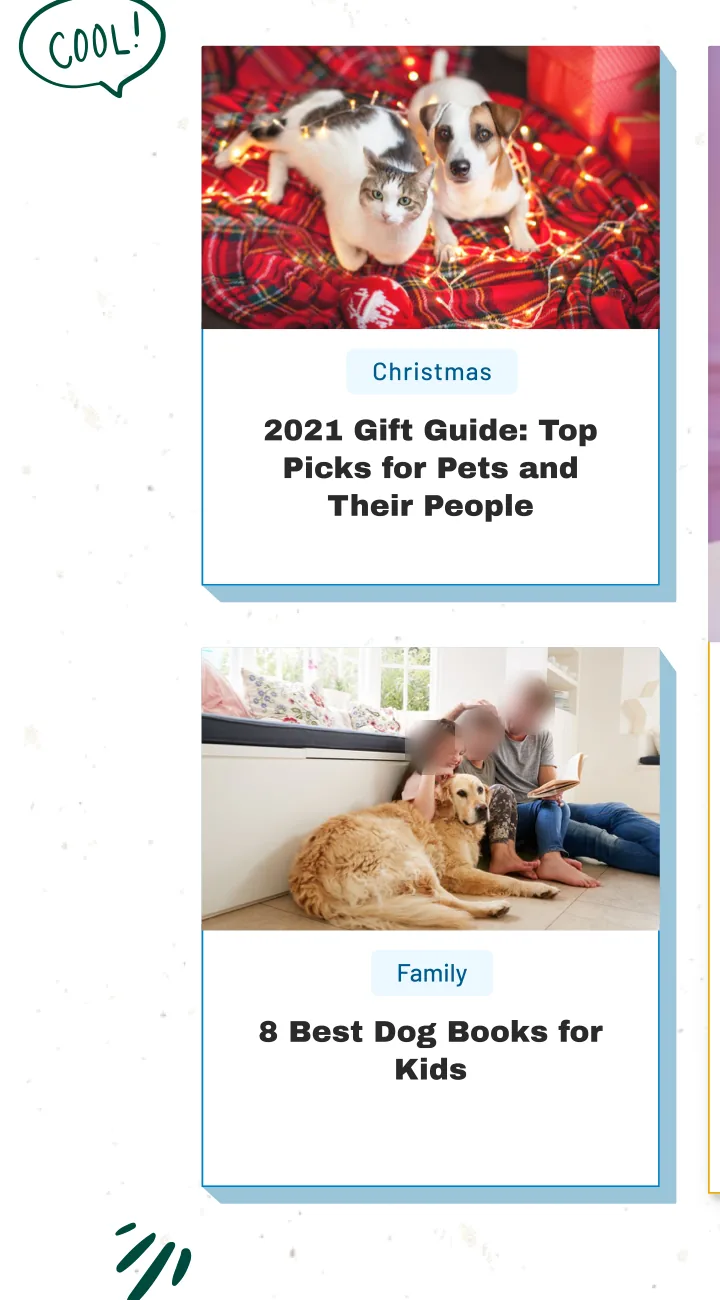 COOL!
Christmas
2021 Gift Guide: Top
Picks for Pets and
Their People
Family
8 Best Dog Books for
Kids